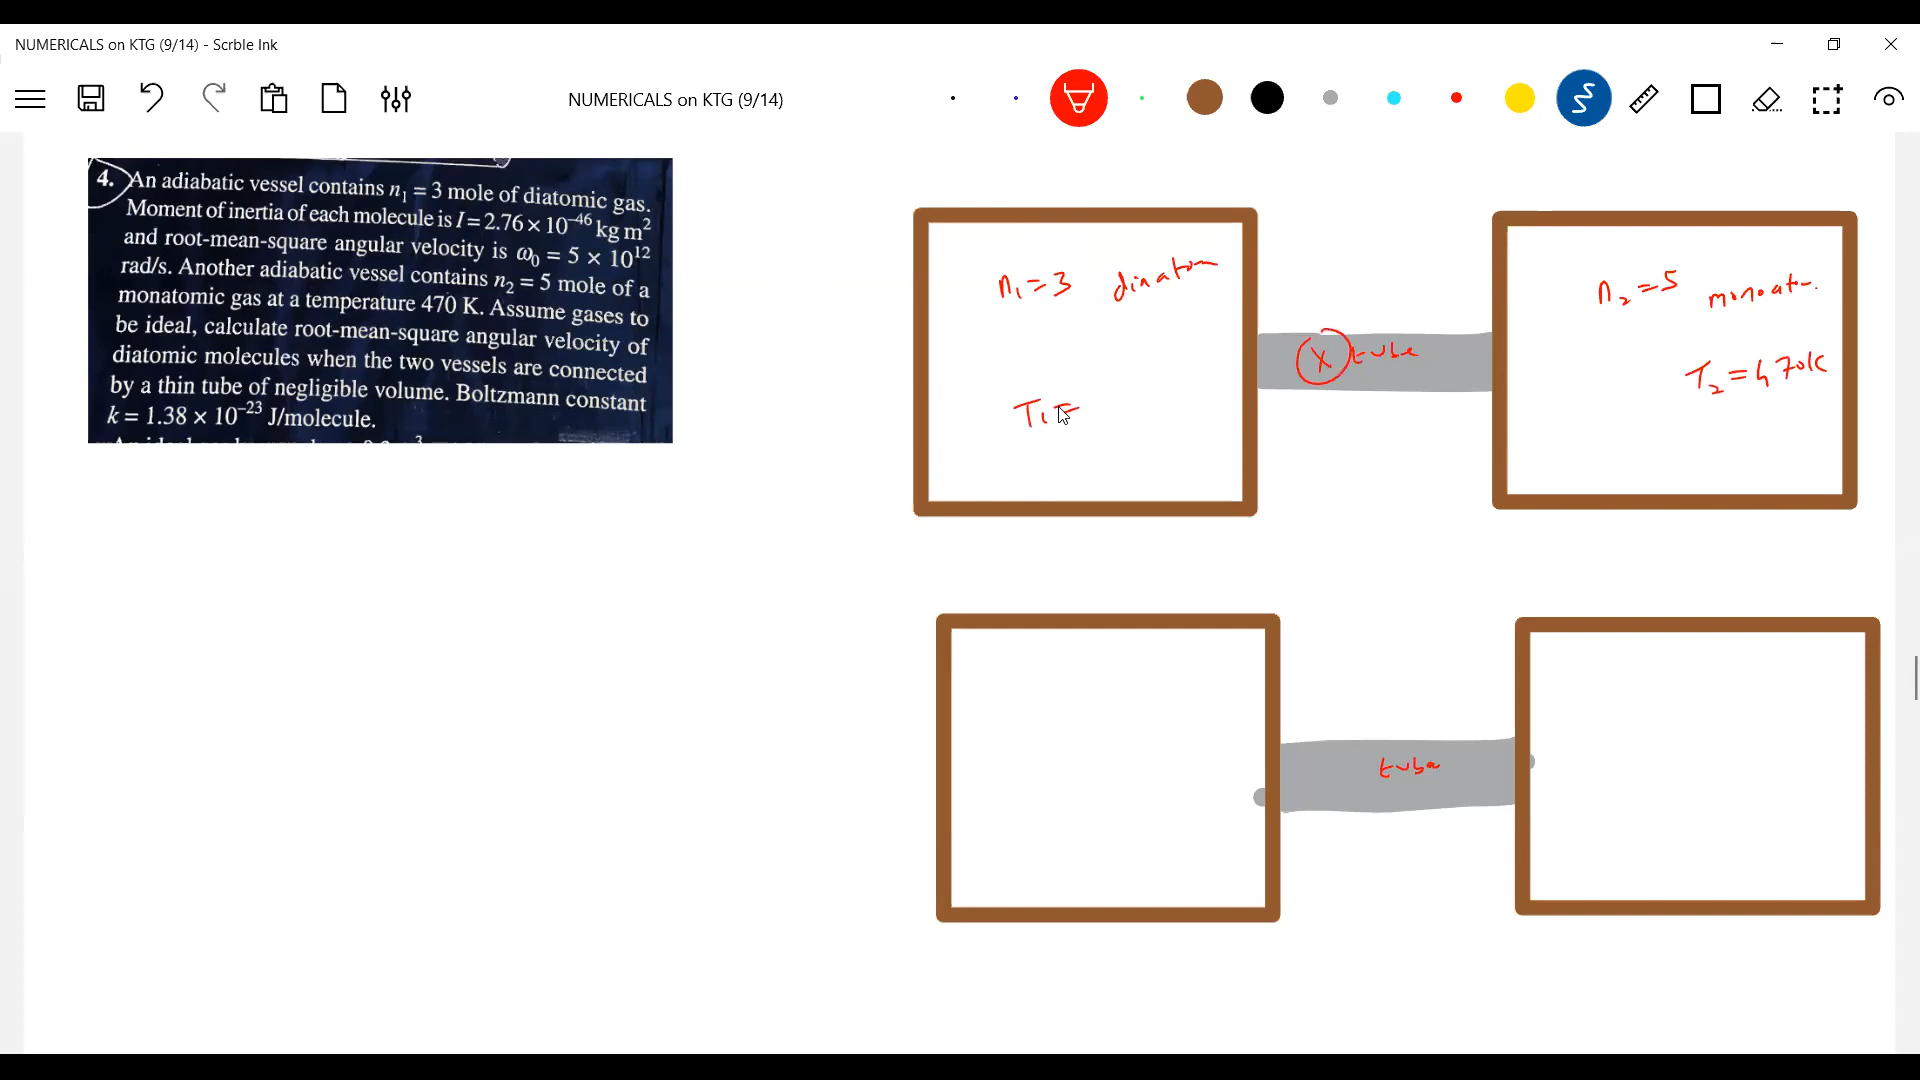 NUMERICALS on KTG (9/14) - Scrble Ink
NUMERICALS on KTG (9/14)
4. An adiabatic vessel contains n₁ = 3 mole of diatomic gas.
Moment of inertia of each molecule is I = 2.76 × 10⁻⁴⁶ kg m²
and root-mean-square angular velocity is ω₀ = 5 × 10¹²
rad/s. Another adiabatic vessel contains n₂ = 5 mole of a
monatomic gas at a temperature 470 K. Assume gases to
be ideal, calculate root-mean-square angular velocity of
diatomic molecules when the two vessels are connected
by a thin tube of negligible volume. Boltzmann constant
k = 1.38 × 10⁻²³ J/molecule.
n₁ = 3
T₁ =
X tube
n₂ = 5 monoato.
T₂ = 470K
tube